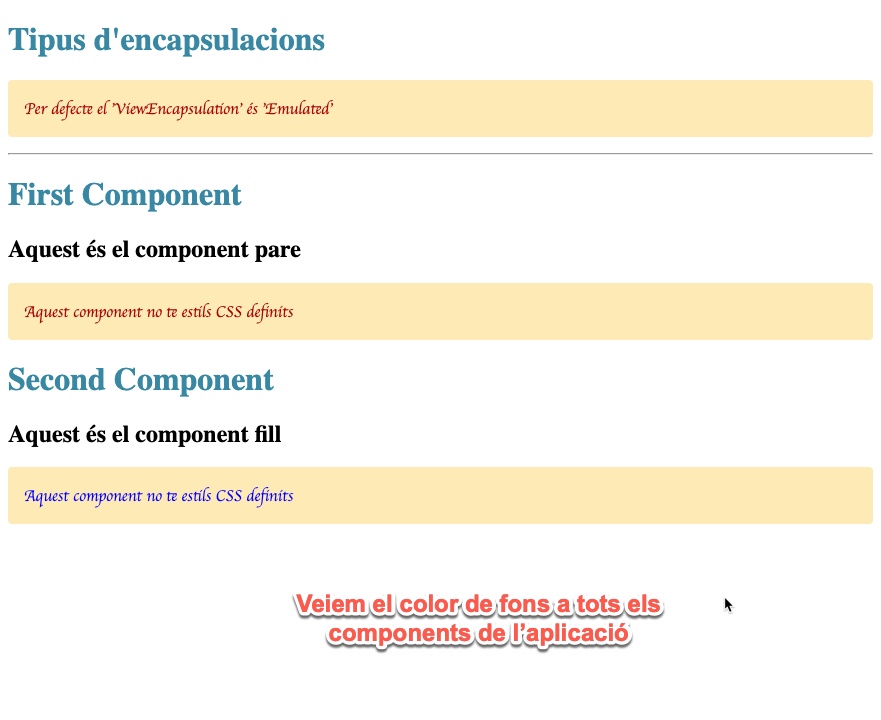 Tipus d'encapsulacions
Per defecte el 'ViewEncapsulation' és 'Emulated'
First Component
Aquest és el component pare
Aquest component no te estils CSS definits
Second Component
Aquest és el component fill
Aquest component no te estils CSS definits
Veiem el color de fons a tots els
components de l’aplicació